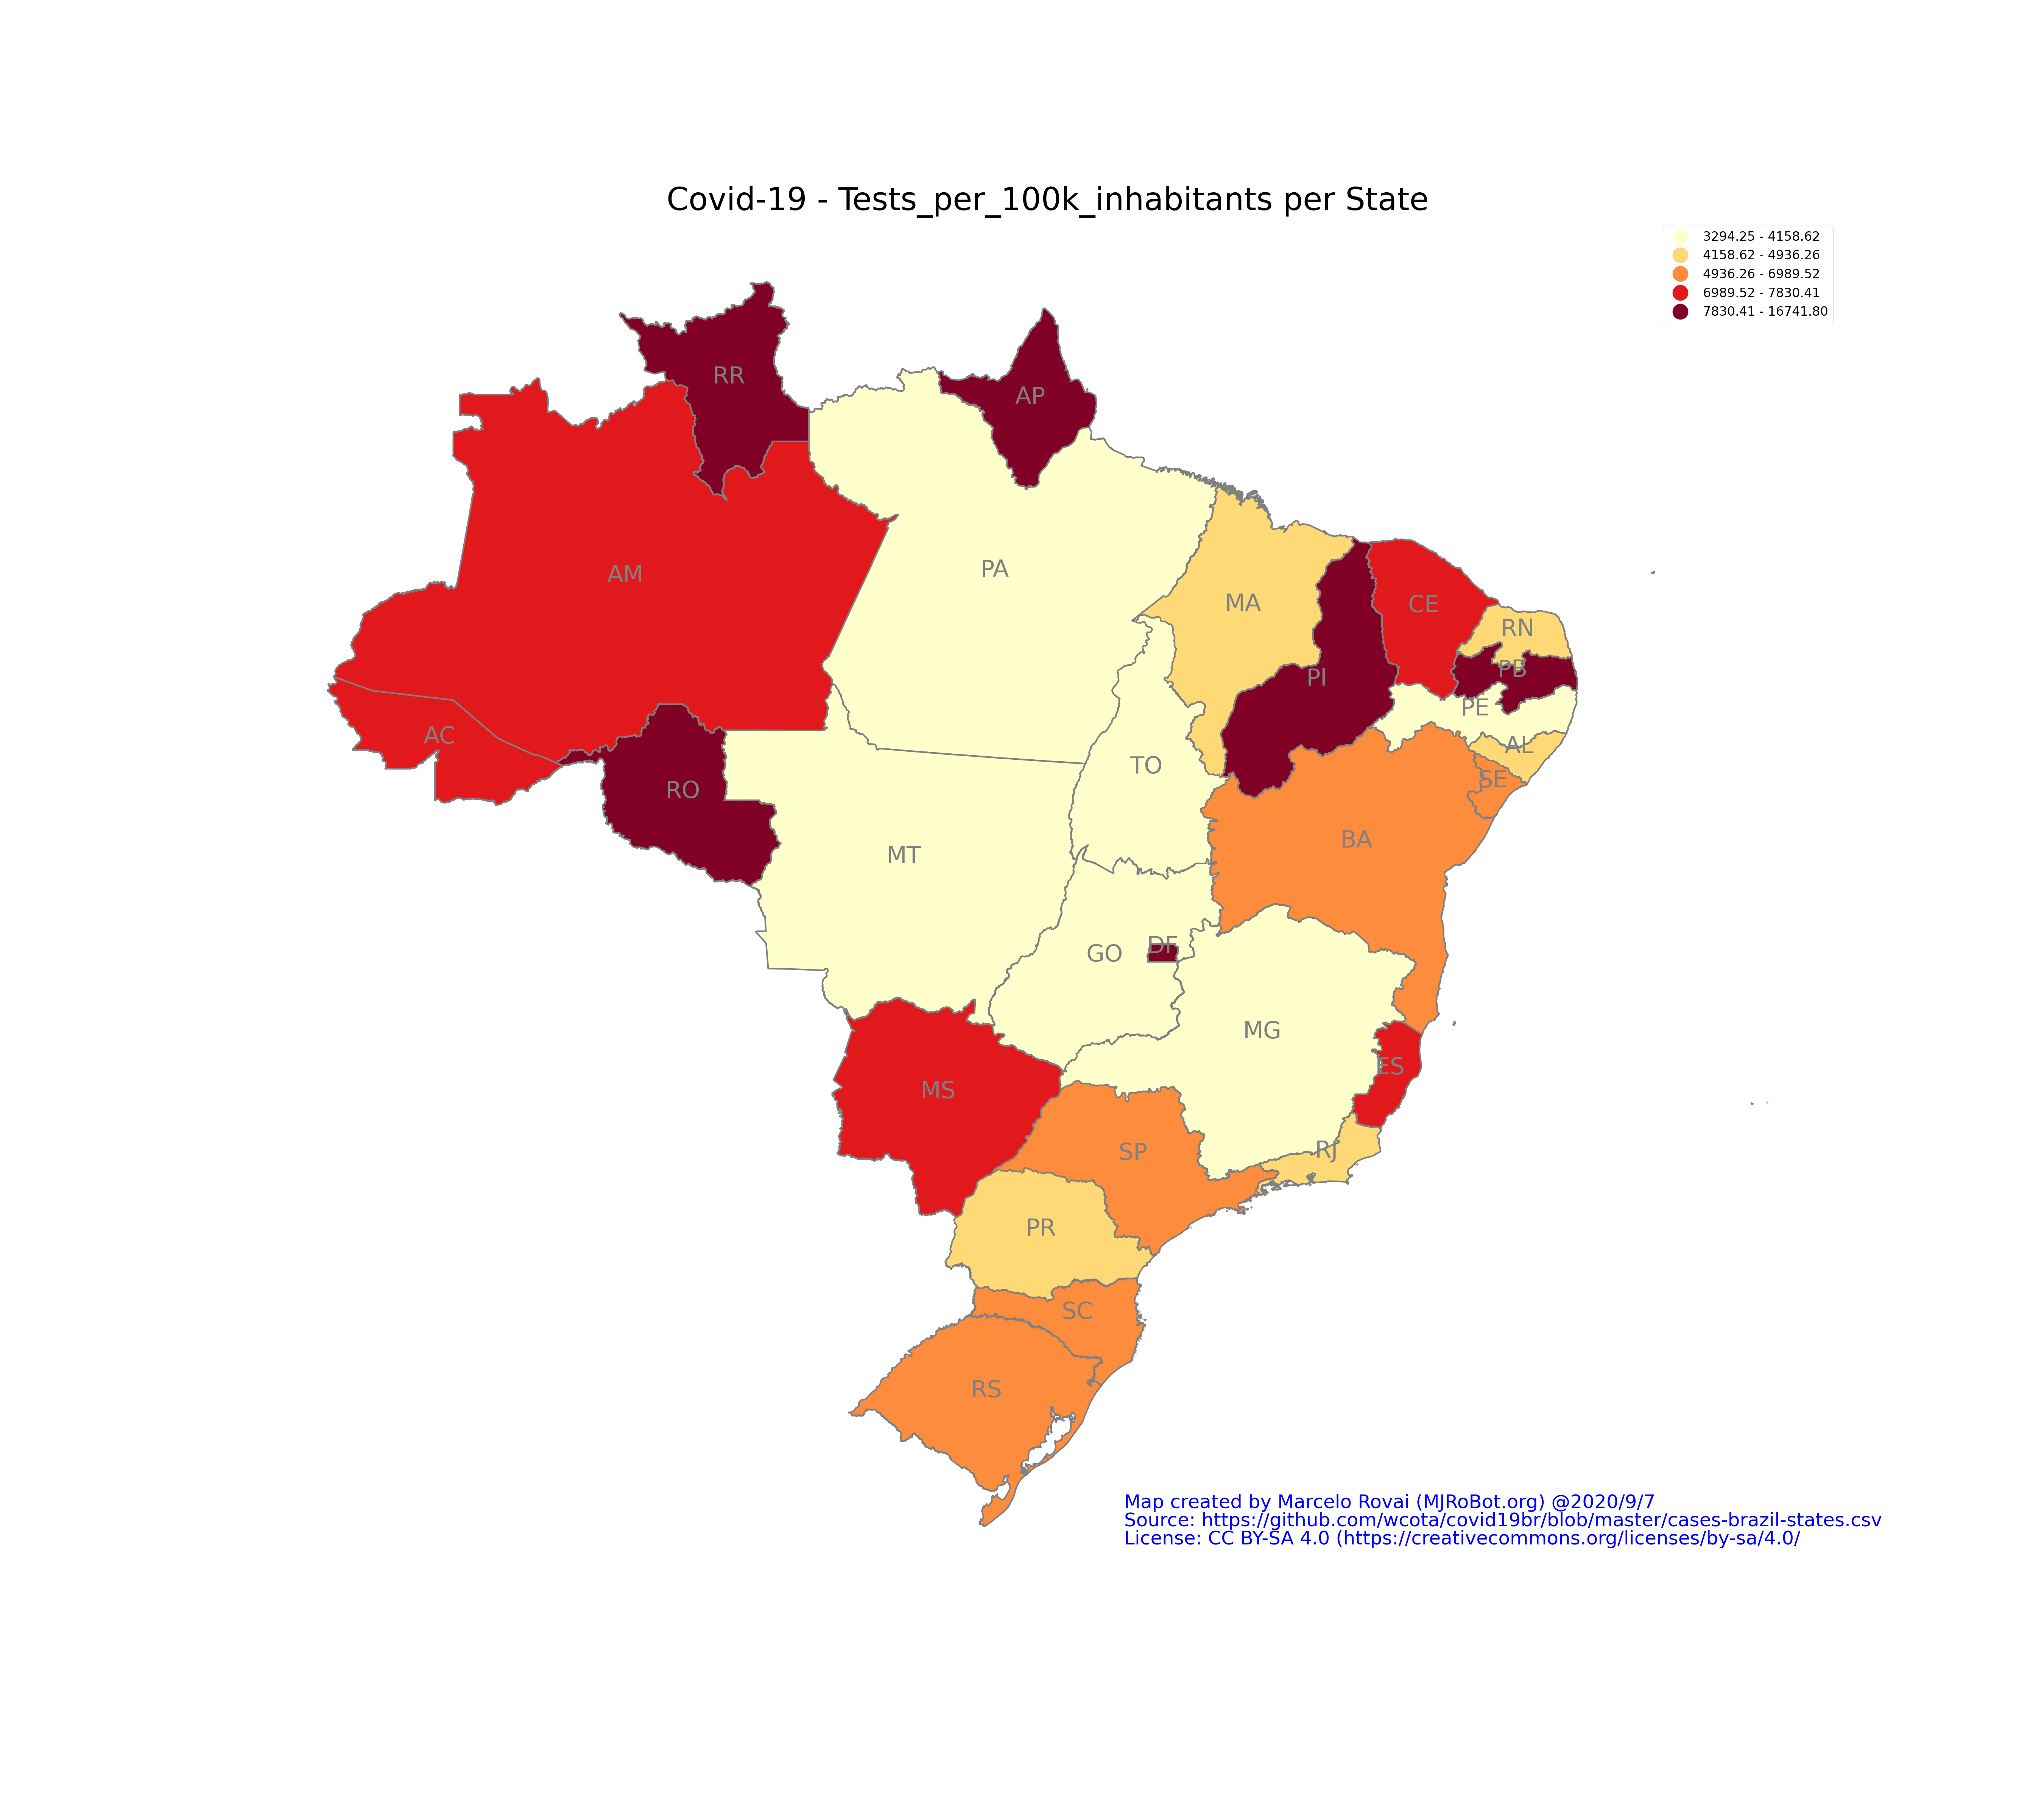 Covid-19 - Tests_per_100k_inhabitants per State
3294.25 - 4158.62
4158.62 - 4936.26
4936.26 - 6989.52
6989.52 - 7830.41
7830.41 - 16741.80
RR
AP
AM
PA
MA
CE
RN
PB
PI
PE
AC
AL
TO
SE
RO
BA
MT
DF
GO
MG
ES
MS
RJ
SP
PR
SC
RS
Map created by Marcelo Rovai (MJRoBot.org) @2020/9/7
Source: https://github.com/wcota/covid19br/blob/master/cases-brazil-states.csv
License: CC BY-SA 4.0 (https://creativecommons.org/licenses/by-sa/4.0/